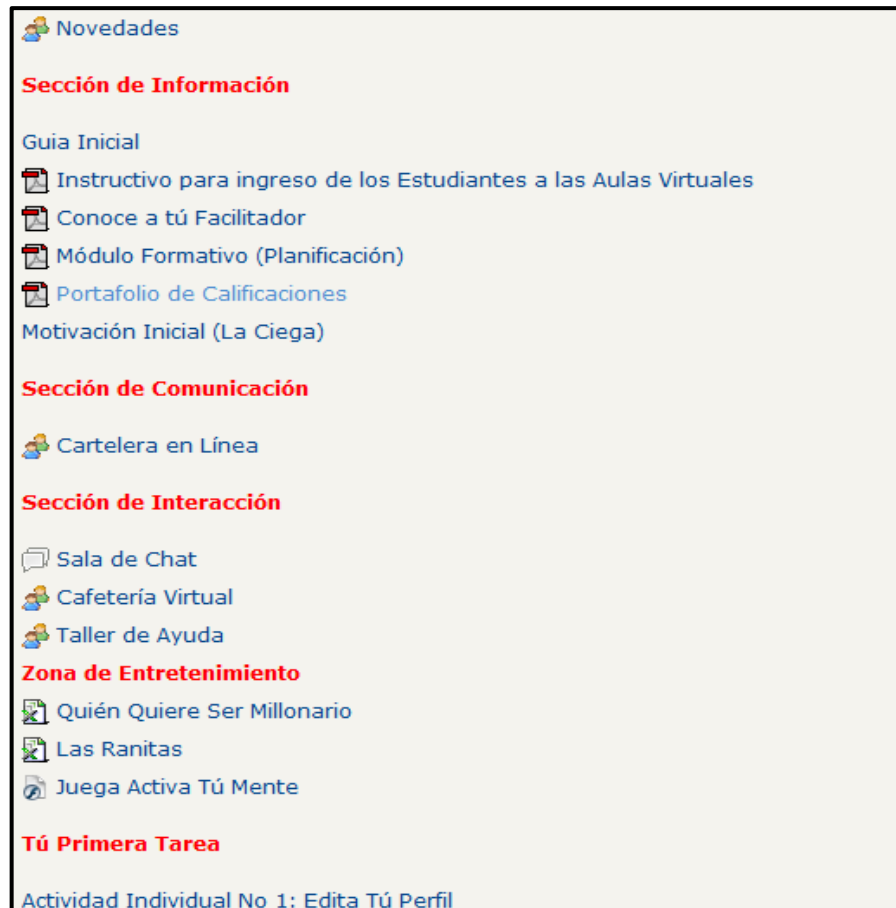 Novedades
Sección de Información
Guia Inicial
Instructivo para ingreso de los Estudiantes a las Aulas Virtuales
Conoce a tú Facilitador
Módulo Formativo (Planificación)
Portafolio de Calificaciones
Motivación Inicial (La Ciega)
Sección de Comunicación
Cartelera en Línea
Sección de Interacción
Sala de Chat
Cafetería Virtual
Taller de Ayuda
Zona de Entretenimiento
Quién Quiere Ser Millonario
Las Ranitas
Juega Activa Tú Mente
Tú Primera Tarea
Actividad Individual No 1: Edita Tú Perfil